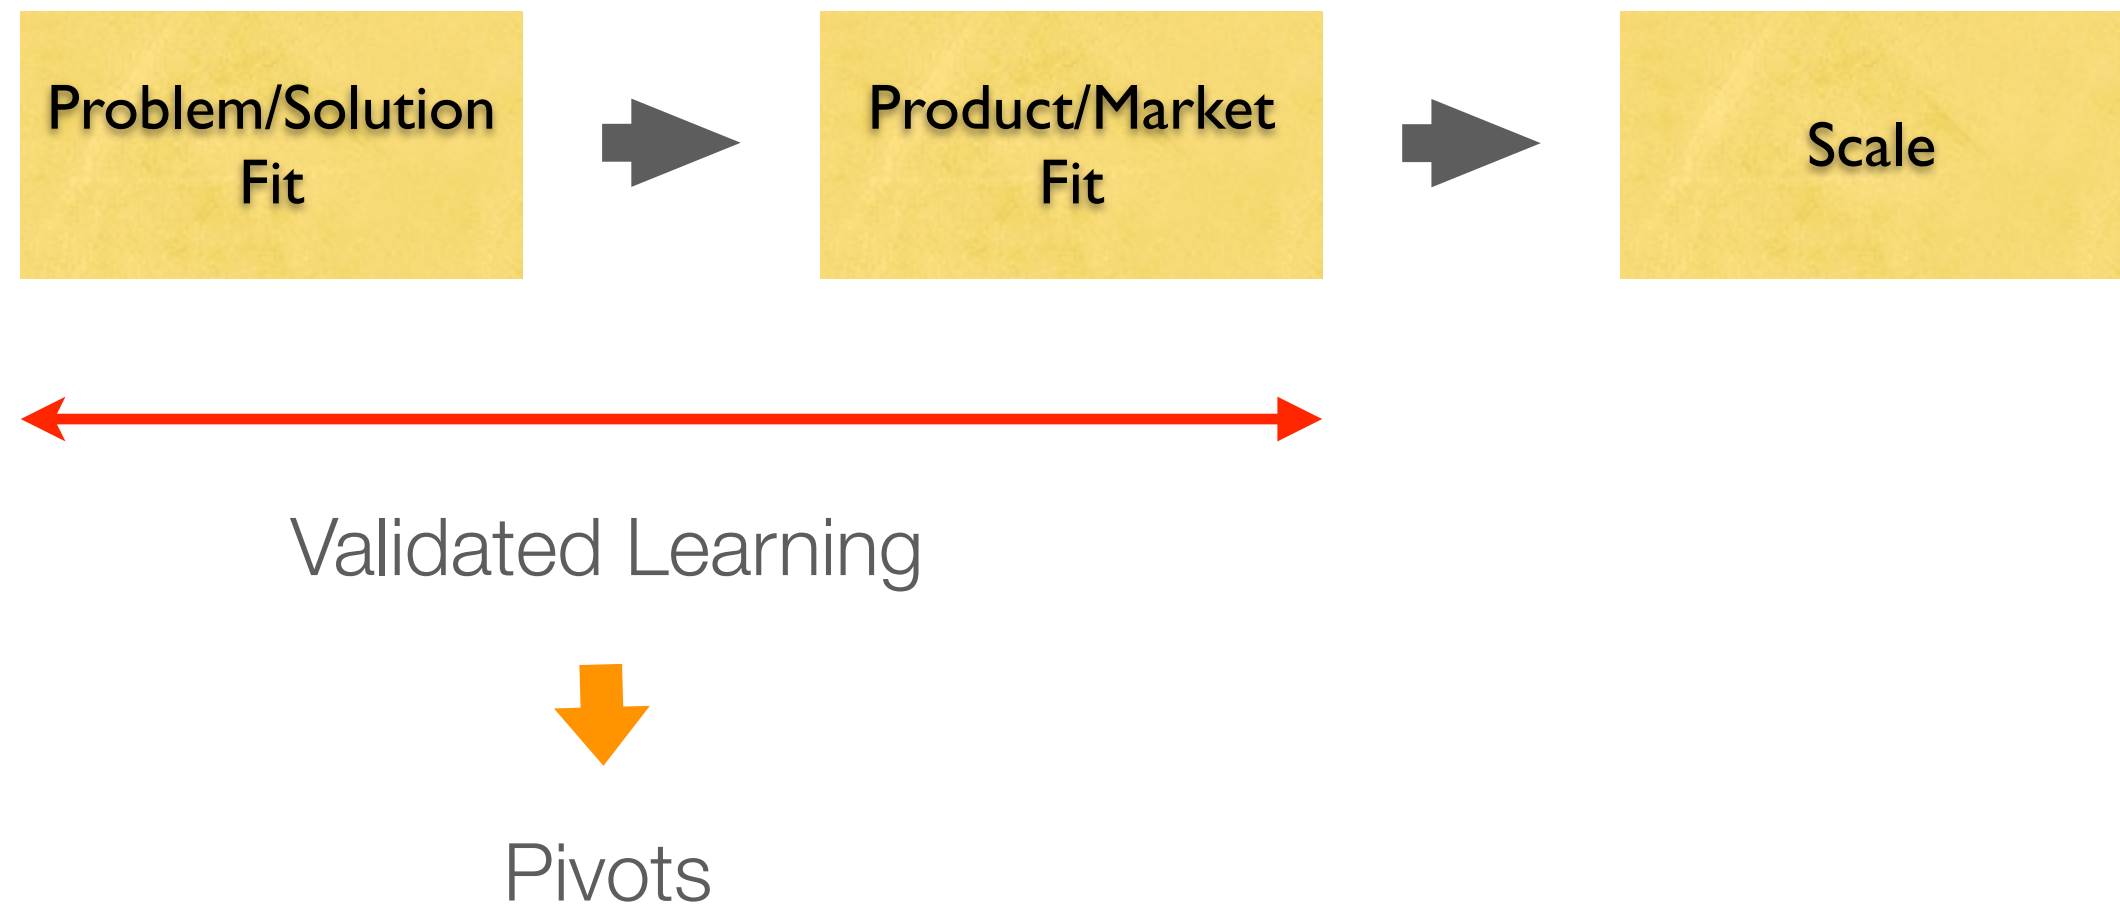 Problem/Solution
Fit
Product/Market
Fit
Scale
Validated Learning
Pivots